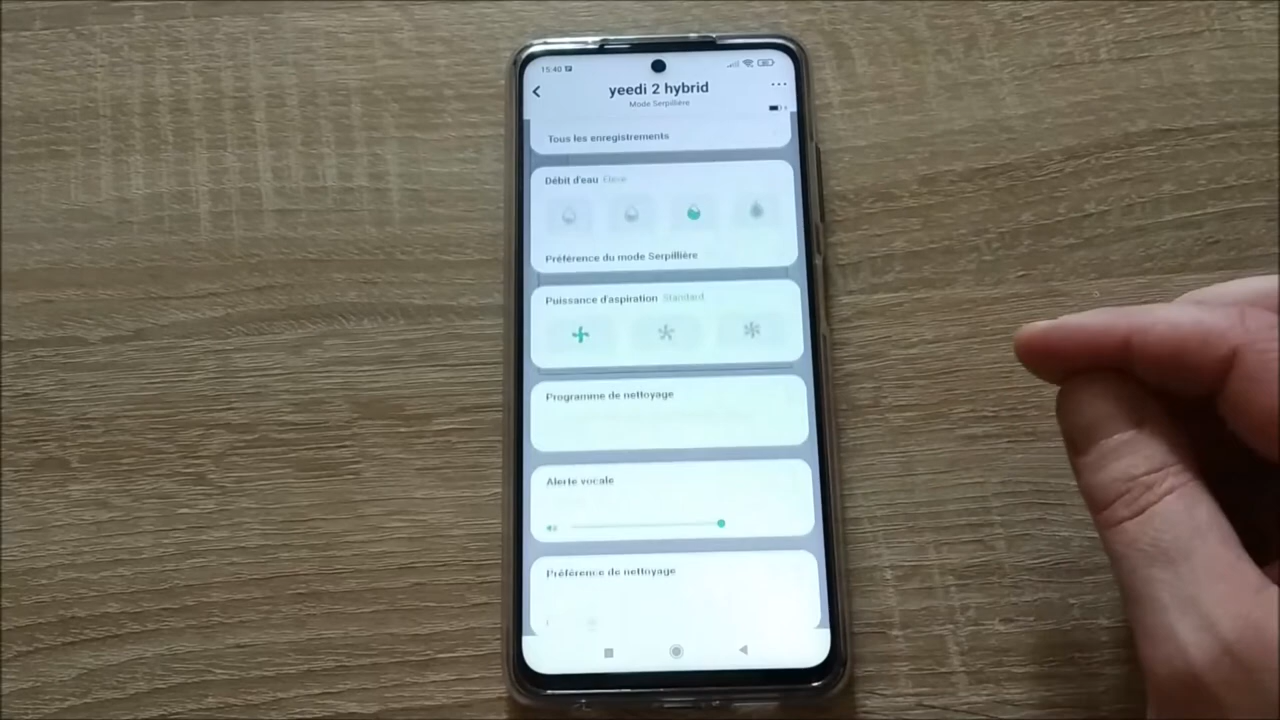 15:40
yeedi 2 hybrid
Mode Serpillière
Tous les enregistrements
Débit d'eau Élevé
Préférence du mode Serpillière
Puissance d'aspiration Standard
Programme de nettoyage
Alerte vocale
Préférence de nettoyage